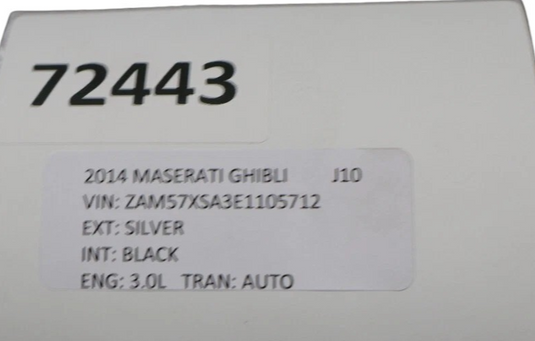 72443
2014 MASERATI GHIBLI J10
VIN: ZAM57XSA3E1105712
EXT: SILVER
INT: BLACK
ENG: 3.0L TRAN: AUTO